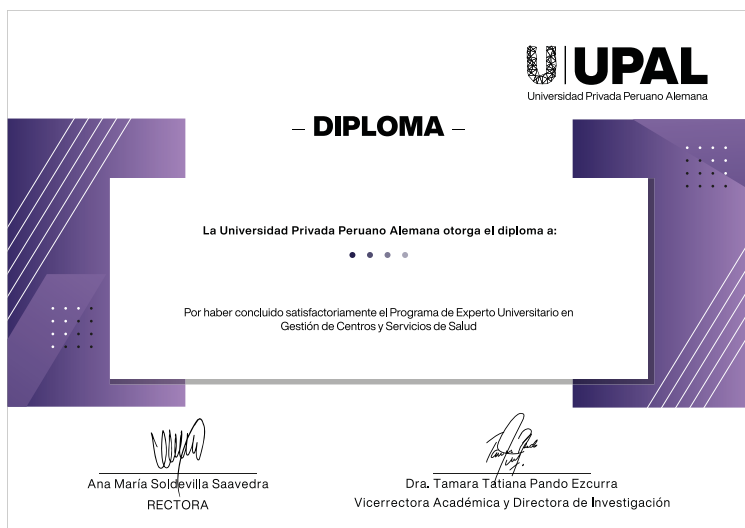 UPAL
Universidad Privada Peruano Alemana
– DIPLOMA –
La Universidad Privada Peruano Alemana otorga el diploma a:
Por haber concluido satisfactoriamente el Programa de Experto Universitario en
Gestión de Centros y Servicios de Salud
Ana María Soldevilla Saavedra
RECTORA
Dra. Tamara Tatiana Pando Ezcurra
Vicerrectora Académica y Directora de Investigación